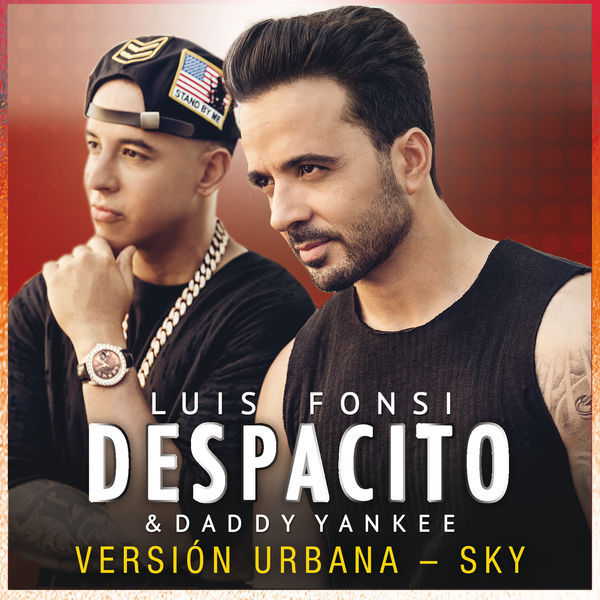 STAND BY ME
LUIS FONSI
DESPACITO
& DADDY YANKEE
VERSIÓN URBANA – SKY